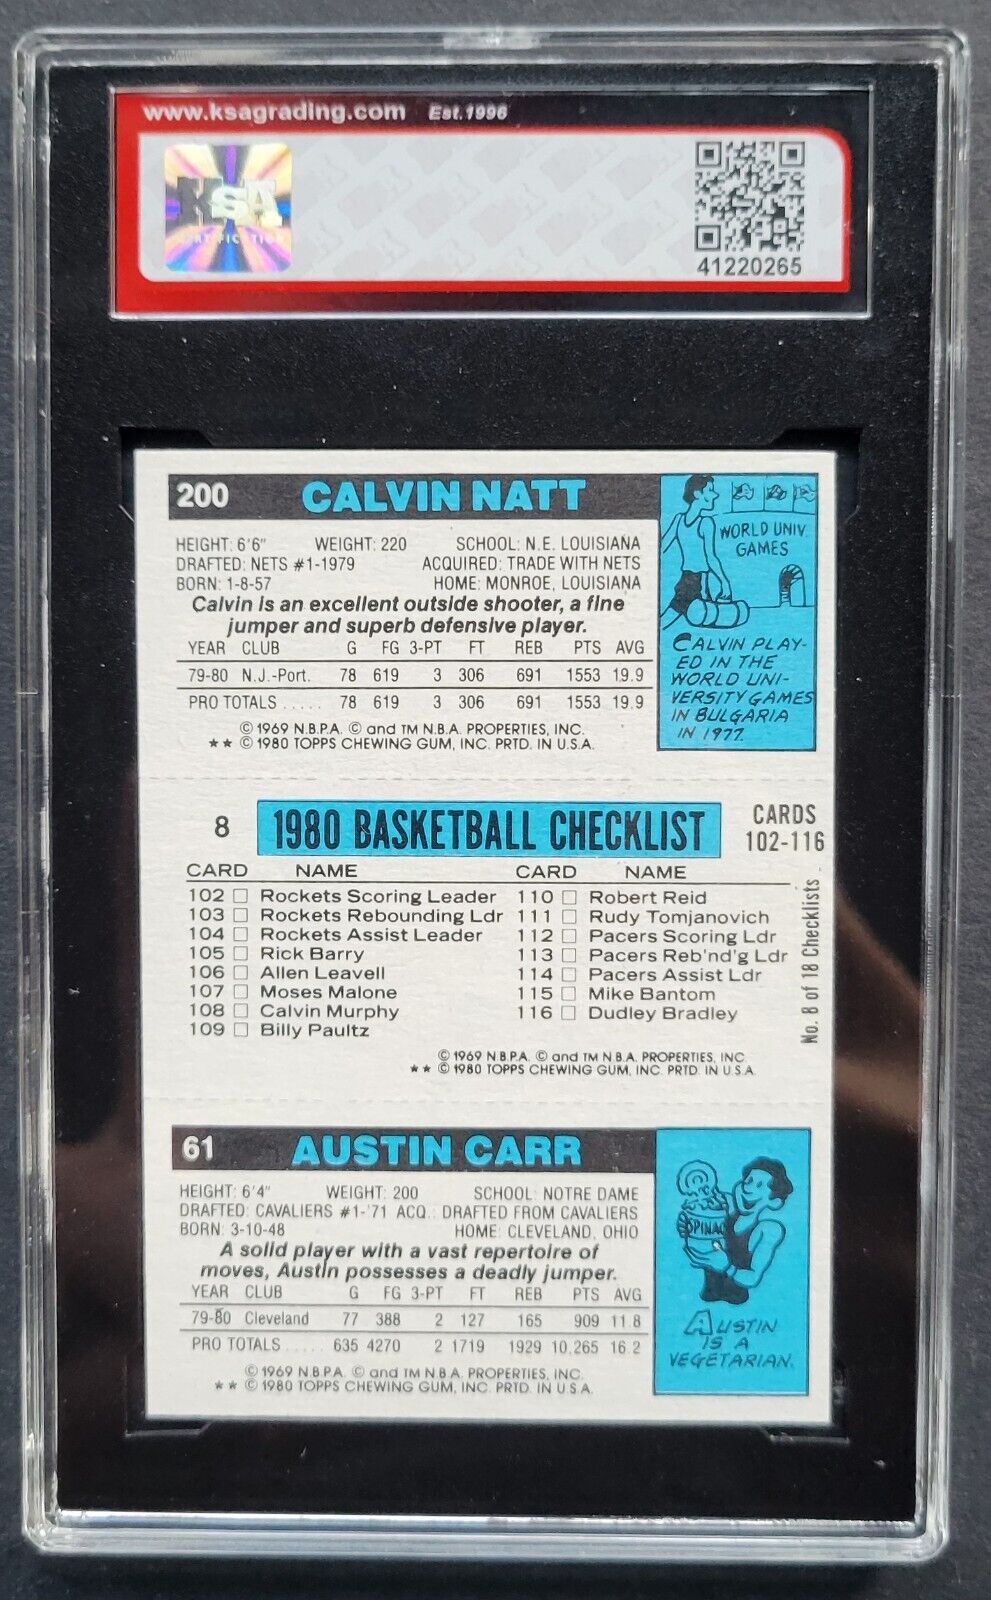 www.ksagrading.com Est.1996
KSA
CERTIFICATION
41220265
200 CALVIN NATT
HEIGHT: 6'6" WEIGHT: 220 SCHOOL: N.E. LOUISIANA
DRAFTED: NETS #1-1979 ACQUIRED: TRADE WITH NETS
BORN: 1-8-57 HOME: MONROE, LOUISIANA
Calvin is an excellent outside shooter, a fine
jumper and superb defensive player.
YEAR CLUB G FG 3-PT FT REB PTS AVG
79-80 N.J.-Port. 78 619 3 306 691 1553 19.9
PRO TOTALS ..... 78 619 3 306 691 1553 19.9
© 1969 N.B.P.A. © and TM N.B.A. PROPERTIES, INC.
★★ © 1980 TOPPS CHEWING GUM, INC. PRTD. IN U.S.A.
WORLD UNIV.
GAMES
CALVIN PLAY-
ED IN THE
WORLD UNI-
VERSITY GAMES
IN BULGARIA
IN 1977.
8 1980 BASKETBALL CHECKLIST CARDS
102-116
CARD NAME CARD NAME
102 □ Rockets Scoring Leader 110 □ Robert Reid
103 □ Rockets Rebounding Ldr 111 □ Rudy Tomjanovich
104 □ Rockets Assist Leader 112 □ Pacers Scoring Ldr
105 □ Rick Barry 113 □ Pacers Reb'nd'g Ldr
106 □ Allen Leavell 114 □ Pacers Assist Ldr
107 □ Moses Malone 115 □ Mike Bantom
108 □ Calvin Murphy 116 □ Dudley Bradley
109 □ Billy Paultz
No. 8 of 18 Checklists
© 1969 N.B.P.A. © and TM N.B.A. PROPERTIES, INC.
★★ © 1980 TOPPS CHEWING GUM, INC. PRTD. IN U.S.A.
61 AUSTIN CARR
HEIGHT: 6'4" WEIGHT: 200 SCHOOL: NOTRE DAME
DRAFTED: CAVALIERS #1-'71 ACQ.: DRAFTED FROM CAVALIERS
BORN: 3-10-48 HOME: CLEVELAND, OHIO
A solid player with a vast repertoire of
moves, Austin possesses a deadly jumper.
YEAR CLUB G FG 3-PT FT REB PTS AVG
79-80 Cleveland 77 388 2 127 165 909 11.8
PRO TOTALS ..... 635 4270 2 1719 1929 10,265 16.2
© 1969 N.B.P.A. © and TM N.B.A. PROPERTIES, INC.
★★ © 1980 TOPPS CHEWING GUM, INC. PRTD. IN U.S.A.
SPINAC
AUSTIN
IS A
VEGETARIAN.